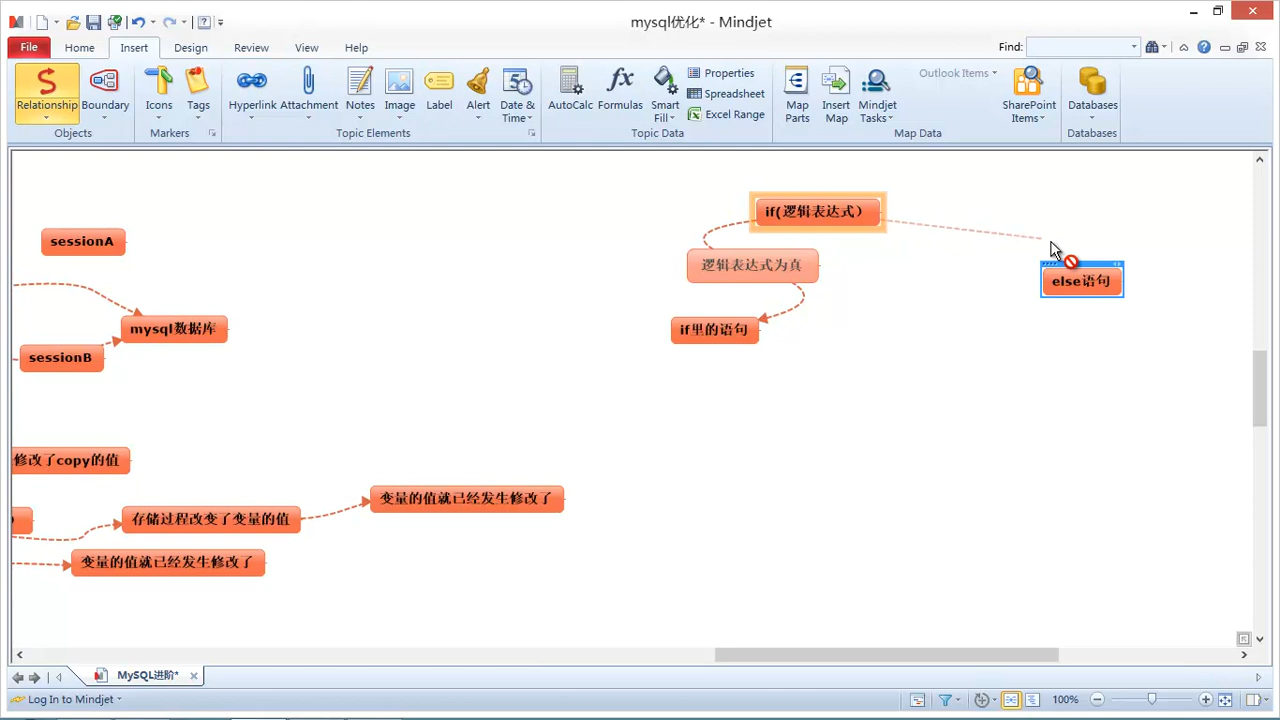 mysql优化* - Mindjet
File Home Insert Design Review View Help Find:
Relationship Boundary Icons Tags Hyperlink Attachment Notes Image Label Alert Date & Time AutoCalc Formulas Smart Fill Properties Spreadsheet Excel Range Map Parts Insert Map Mindjet Tasks Outlook Items SharePoint Items Databases
Objects Markers Topic Elements Topic Data Map Data Databases
if(逻辑表达式）
sessionA
逻辑表达式为真
else语句
mysql数据库
if里的语句
sessionB
修改了copy的值
变量的值就已经发生修改了
存储过程改变了变量的值
变量的值就已经发生修改了
MySQL进阶*
Log In to Mindjet 100%